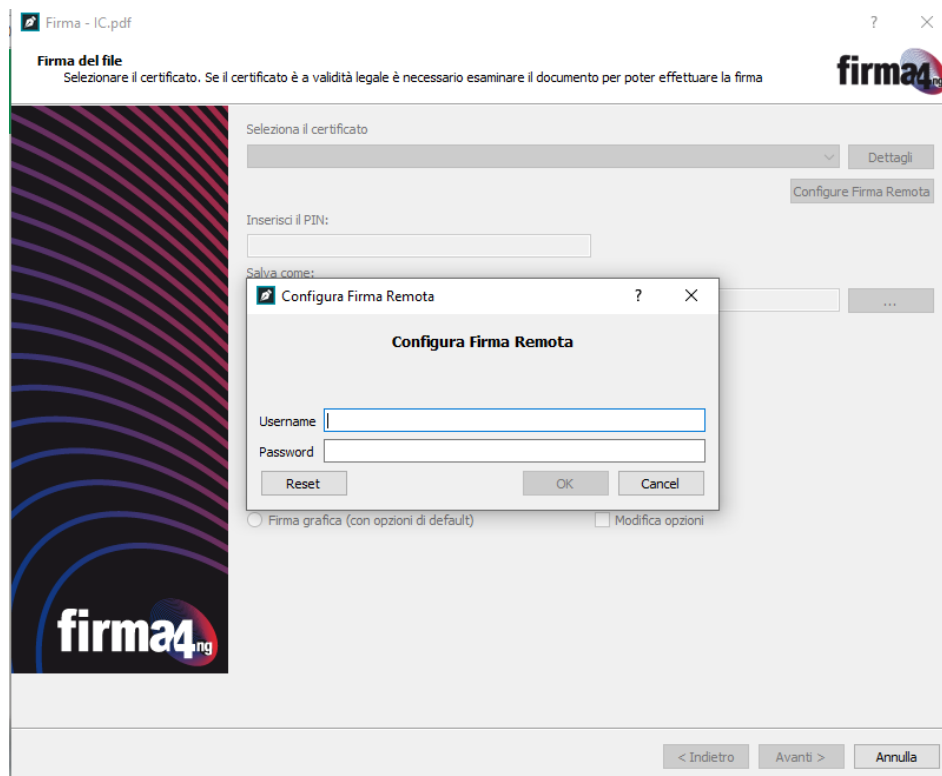 Firma - IC.pdf
?
Firma del file
Selezionare il certificato. Se il certificato è a validità legale è necessario esaminare il documento per poter effettuare la firma
firma4ng
Seleziona il certificato
Dettagli
Configure Firma Remota
Inserisci il PIN:
Salva come:
...
Configura Firma Remota
?
Configura Firma Remota
Username
Password
Reset
OK
Cancel
Firma grafica (con opzioni di default)
Modifica opzioni
firma4ng
< Indietro
Avanti >
Annulla